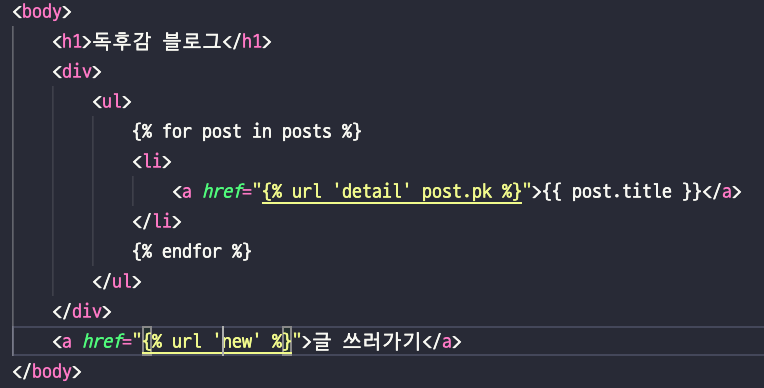 <body>
<h1>독후감 블로그</h1>
<div>
<ul>
{% for post in posts %}
<li>
<a href="{% url 'detail' post.pk %}">{{ post.title }}</a>
</li>
{% endfor %}
</ul>
</div>
<a href="{% url 'new' %}">글 쓰러가기</a>
</body>